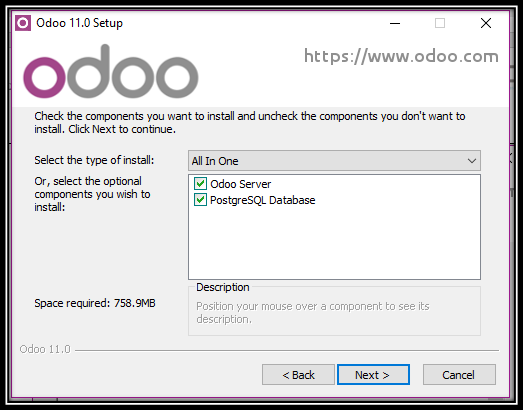 Odoo 11.0 Setup
odoo
https://www.odoo.com
Check the components you want to install and uncheck the components you don't want to
install. Click Next to continue.
Select the type of install:
All In One
Or, select the optional
components you wish to
install:
Odoo Server
PostgreSQL Database
Space required: 758.9MB
Description
Position your mouse over a component to see its
description.
Odoo 11.0
< Back
Next >
Cancel